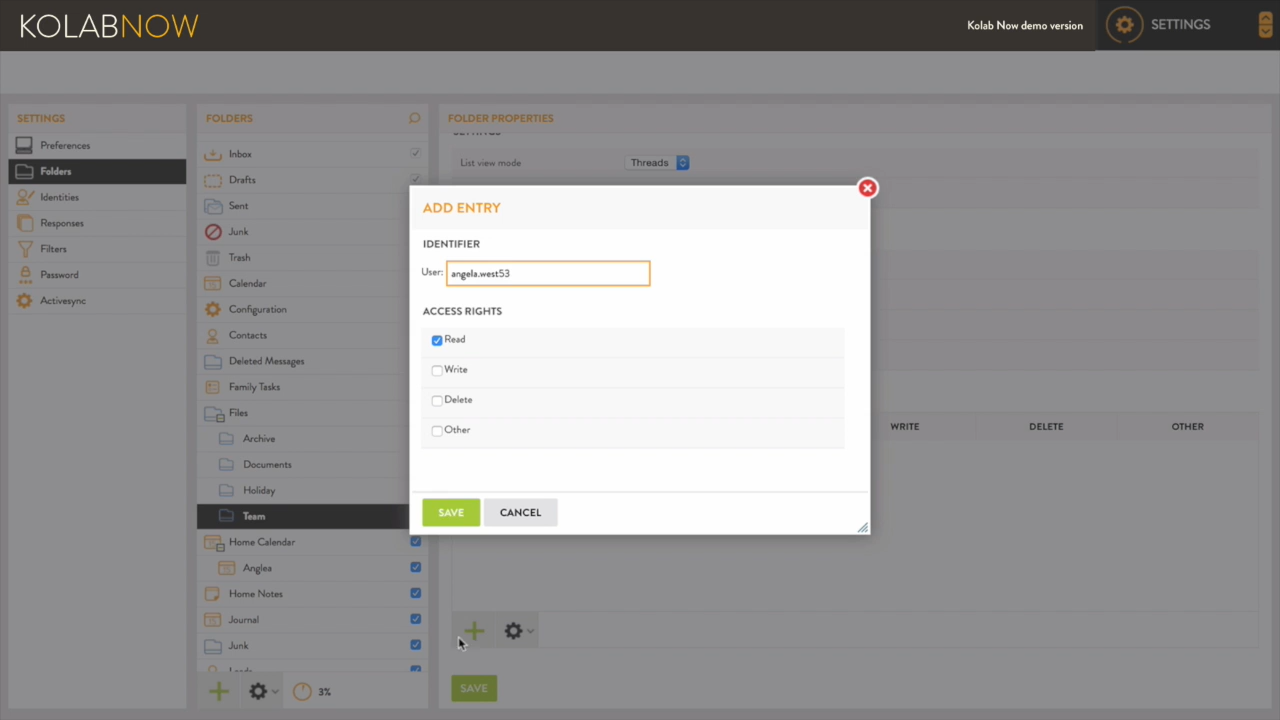 KOLABNOW
Kolab Now demo version
SETTINGS
SETTINGS
Preferences
Folders
Identities
Responses
Filters
Password
Activesync
FOLDERS
Inbox
Drafts
Sent
Junk
Trash
Calendar
Configuration
Contacts
Deleted Messages
Family Tasks
Files
Archive
Documents
Holiday
Team
Home Calendar
Anglea
Home Notes
Journal
Junk
Leads
3%
FOLDER PROPERTIES
SETTINGS
List view mode Threads
ADD ENTRY
IDENTIFIER
User: angela.west53
ACCESS RIGHTS
Read
Write
Delete
Other
SAVE CANCEL
WRITE DELETE OTHER
SAVE